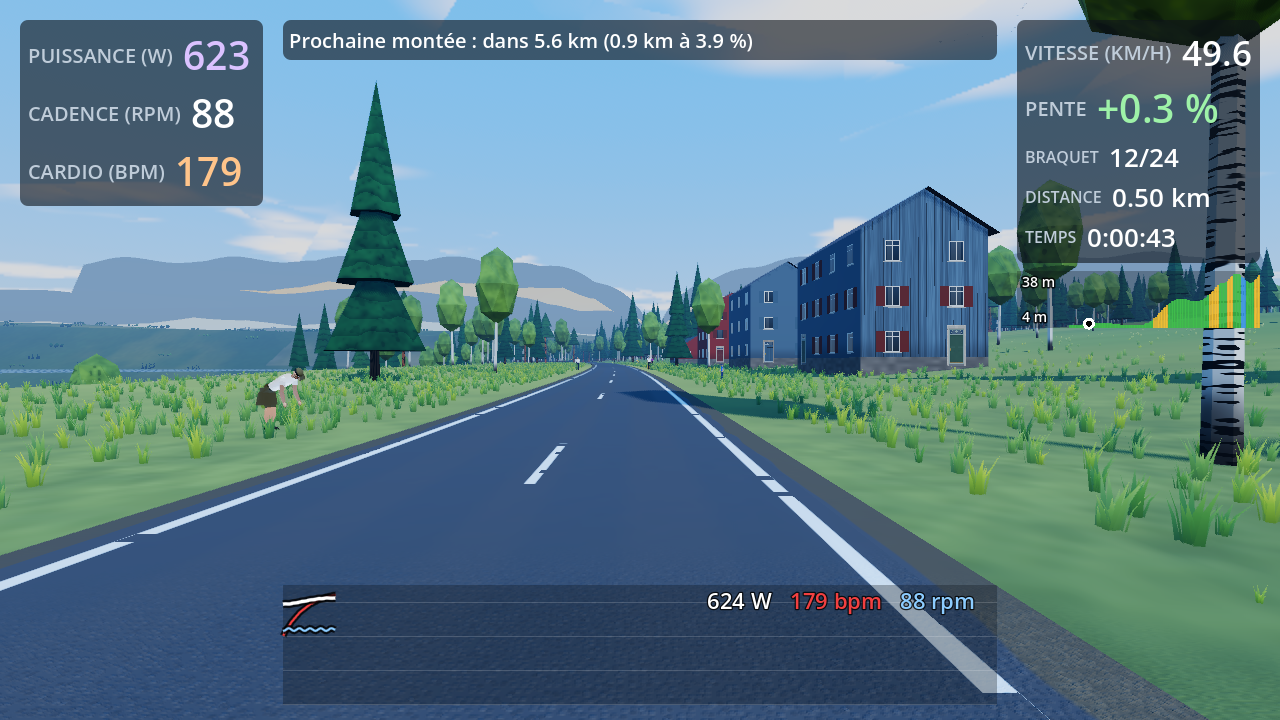 PUISSANCE (W) 623
CADENCE (RPM) 88
CARDIO (BPM) 179
Prochaine montée : dans 5.6 km (0.9 km à 3.9 %)
VITESSE (KM/H) 49.6
PENTE +0.3 %
BRAQUET 12/24
DISTANCE 0.50 km
TEMPS 0:00:43
38 m
4 m
624 W 179 bpm 88 rpm